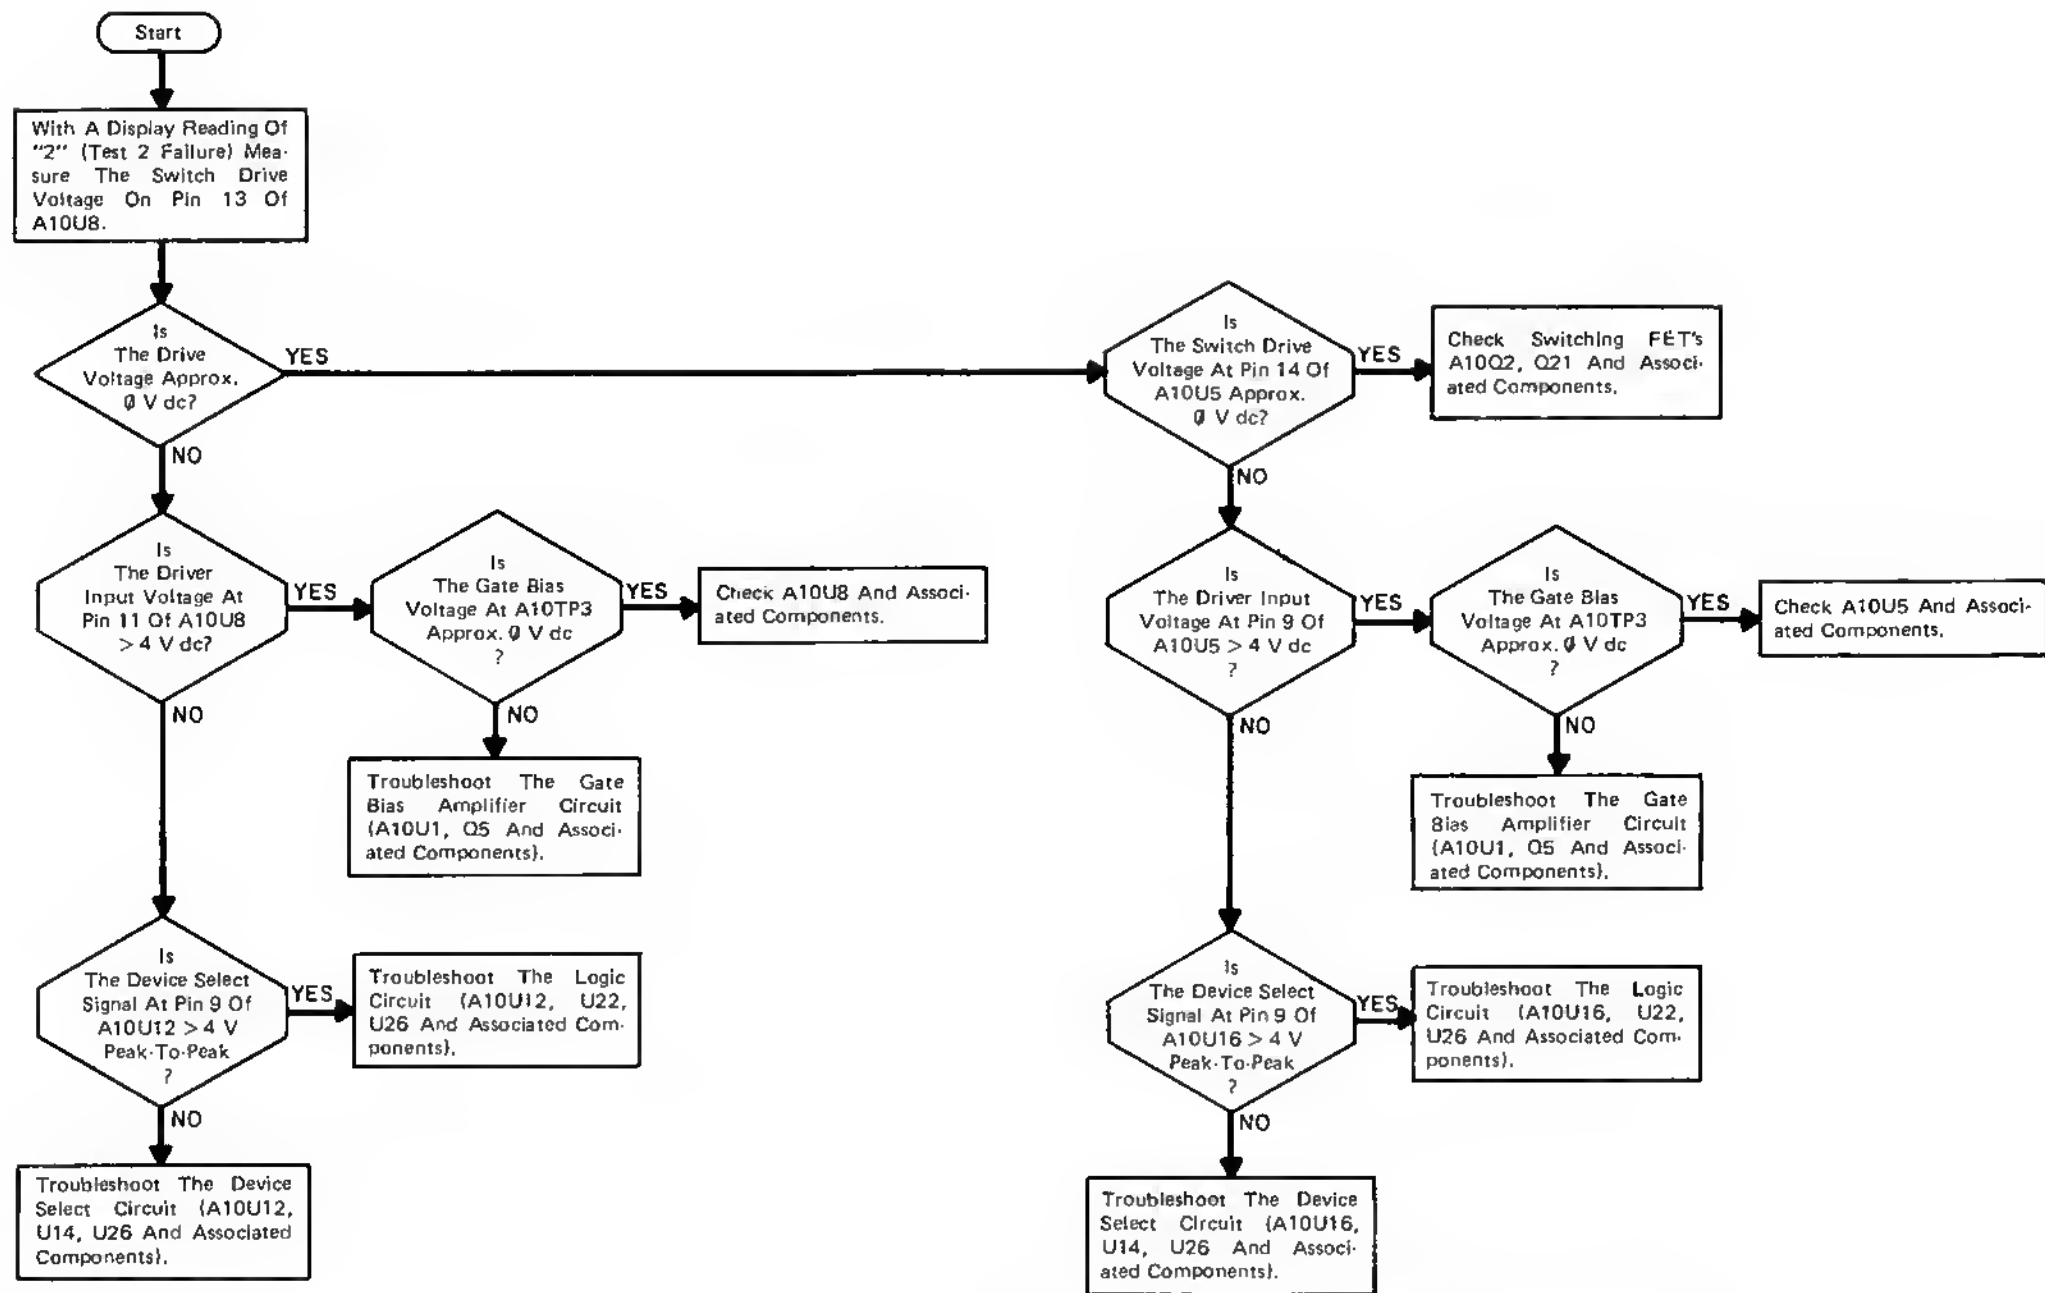 Start
With A Display Reading Of
"2" (Test 2 Failure) Mea-
sure The Switch Drive
Voltage On Pin 13 Of
A10U8.
Is
The Drive
Voltage Approx.
0 V dc?
YES
NO
Is
The Switch Drive
Voltage At Pin 14 Of
A10U5 Approx.
0 V dc?
YES
NO
Check Switching FET's
A10Q2, Q21 And Associ-
ated Components.
Is
The Driver
Input Voltage At
Pin 11 Of A10U8
> 4 V dc?
YES
NO
Is
The Gate Bias
Voltage At A10TP3
Approx. 0 V dc
?
YES
NO
Check A10U8 And Associ-
ated Components.
Troubleshoot The Gate
Bias Amplifier Circuit
(A10U1, Q5 And Associ-
ated Components).
Is
The Driver Input
Voltage At Pin 9 Of
A10U5 > 4 V dc
?
YES
NO
Is
The Gate Bias
Voltage At A10TP3
Approx. 0 V dc
?
YES
NO
Check A10U5 And Associ-
ated Components.
Troubleshoot The Gate
Bias Amplifier Circuit
(A10U1, Q5 And Associ-
ated Components).
Is
The Device Select
Signal At Pin 9 Of
A10U12 > 4 V
Peak-To-Peak
?
YES
NO
Troubleshoot The Logic
Circuit (A10U12, U22,
U26 And Associated Com-
ponents).
Troubleshoot The Device
Select Circuit (A10U12,
U14, U26 And Associated
Components).
Is
The Device Select
Signal At Pin 9 Of
A10U16 > 4 V
Peak-To-Peak
?
YES
NO
Troubleshoot The Logic
Circuit (A10U16, U22,
U26 And Associated Com-
ponents).
Troubleshoot The Device
Select Circuit (A10U16,
U14, U26 And Associ-
ated Components).